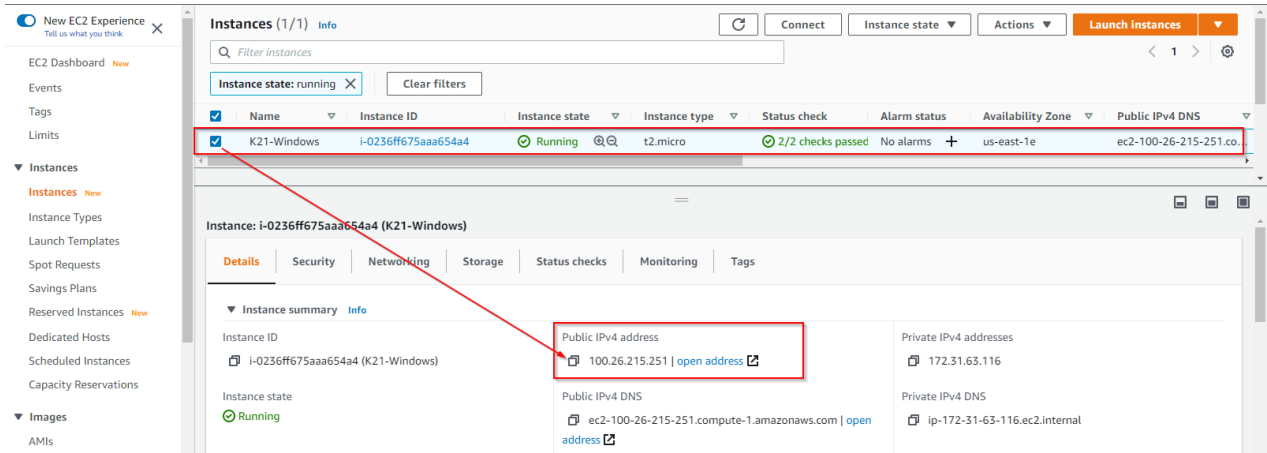 New EC2 Experience
Tell us what you think
EC2 Dashboard New
Events
Tags
Limits
Instances
Instances New
Instance Types
Launch Templates
Spot Requests
Savings Plans
Reserved Instances New
Dedicated Hosts
Scheduled Instances
Capacity Reservations
Images
AMIs
Instances (1/1) Info
Connect
Instance state
Actions
Launch instances
Filter instances
1
Instance state: running
Clear filters
Name Instance ID Instance state Instance type Status check Alarm status Availability Zone Public IPv4 DNS
K21-Windows i-0236ff675aaa654a4 Running t2.micro 2/2 checks passed No alarms us-east-1e ec2-100-26-215-251.co...
Instance: i-0236ff675aaa654a4 (K21-Windows)
Details Security Networking Storage Status checks Monitoring Tags
Instance summary Info
Instance ID Public IPv4 address Private IPv4 addresses
i-0236ff675aaa654a4 (K21-Windows) 100.26.215.251 | open address 172.31.63.116
Instance state Public IPv4 DNS Private IPv4 DNS
Running ec2-100-26-215-251.compute-1.amazonaws.com | open ip-172-31-63-116.ec2.internal
address